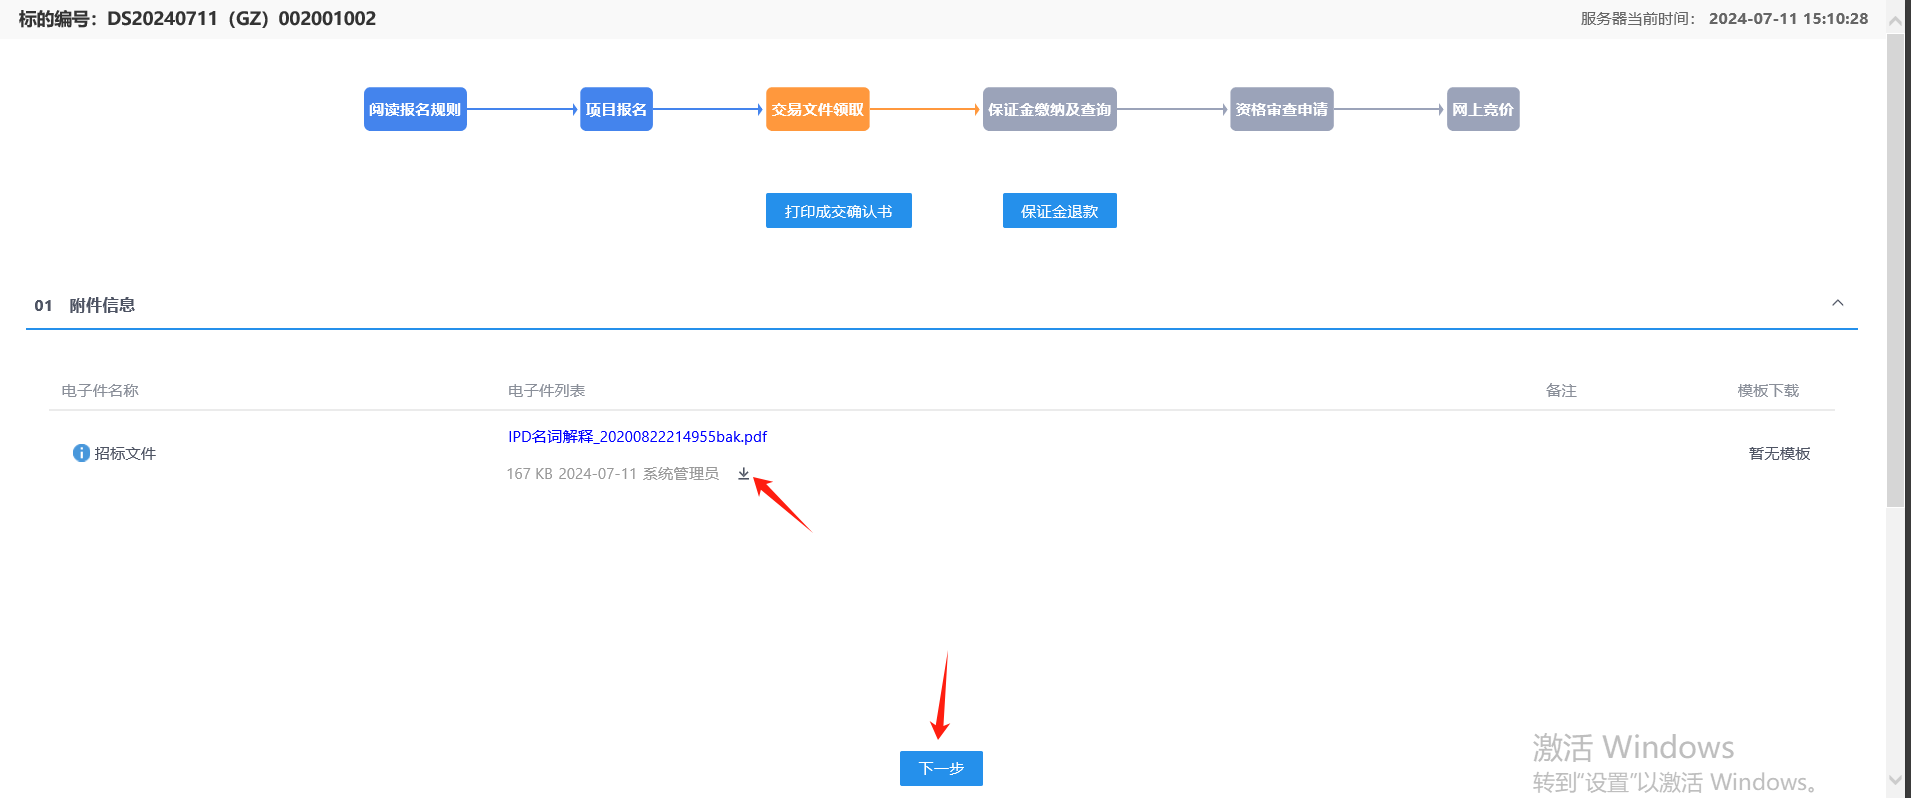 标的编号：DS20240711（GZ）002001002
服务器当前时间： 2024-07-11 15:10:28
阅读报名规则
项目报名
交易文件领取
保证金缴纳及查询
资格审查申请
网上竞价
打印成交确认书
保证金退款
01 附件信息
电子件名称
电子件列表
备注
模板下载
招标文件
IPD名词解释_20200822214955bak.pdf
167 KB 2024-07-11 系统管理员
暂无模板
下一步
激活 Windows
转到“设置”以激活 Windows。